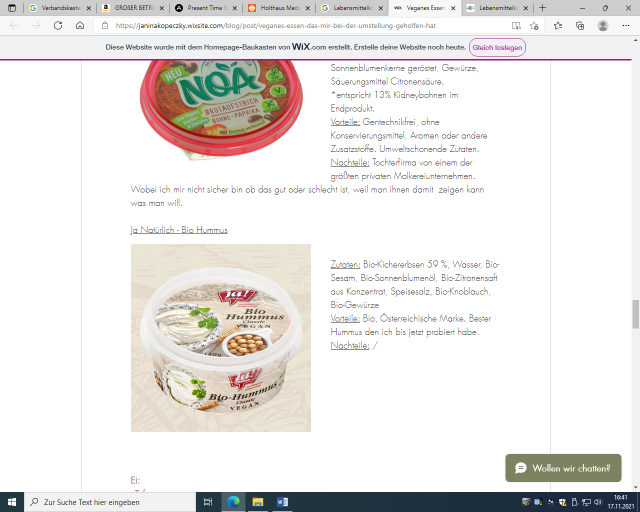 Verbandskasten
GRÖßER BETRI
Present Time S
Holthaus Medi
Lebensmittelko
Veganes Essen
Lebensmittelko
https://janinakopeczky.wixsite.com/blog/post/veganes-essen-das-mir-bei-der-umstellung-geholfen-hat
Diese Website wurde mit dem Homepage-Baukasten von WiX.com erstellt. Erstelle deine Website noch heute.
Gleich loslegen
NEU
NOA
BROTAUFSTRICH
BOHNE-PAPRIKA
Sonnenblumenkerne geröstet, Gewürze,
Säuerungsmittel Citronensäure.
*entspricht 13% Kidneybohnen im
Endprodukt.
Vorteile: Gentechnikfrei, ohne
Konservierungsmittel, Aromen oder andere
Zusatzstoffe. Umweltschonende Zutaten.
Nachteile: Tochterfirma von einem der
größten privaten Molkereiunternehmen.
Wobei ich mir nicht sicher bin ob das gut oder schlecht ist, weil man ihnen damit zeigen kann
was man will.
Ja Natürlich - Bio Hummus
ja!
Bio
Hummus
Classic
VEGAN
ja!
Bio-Hummus
Classic
VEGAN
Zutaten: Bio-Kichererbsen 59 %, Wasser, Bio-
Sesam, Bio-Sonnenblumenöl, Bio-Zitronensaft
aus Konzentrat, Speisesalz, Bio-Knoblauch,
Bio-Gewürze
Vorteile: Bio, Österreichische Marke. Bester
Hummus den ich bis jetzt probiert habe.
Nachteile: /
Ei:
Wollen wir chatten?
Zur Suche Text hier eingeben
16:41
17.11.2021